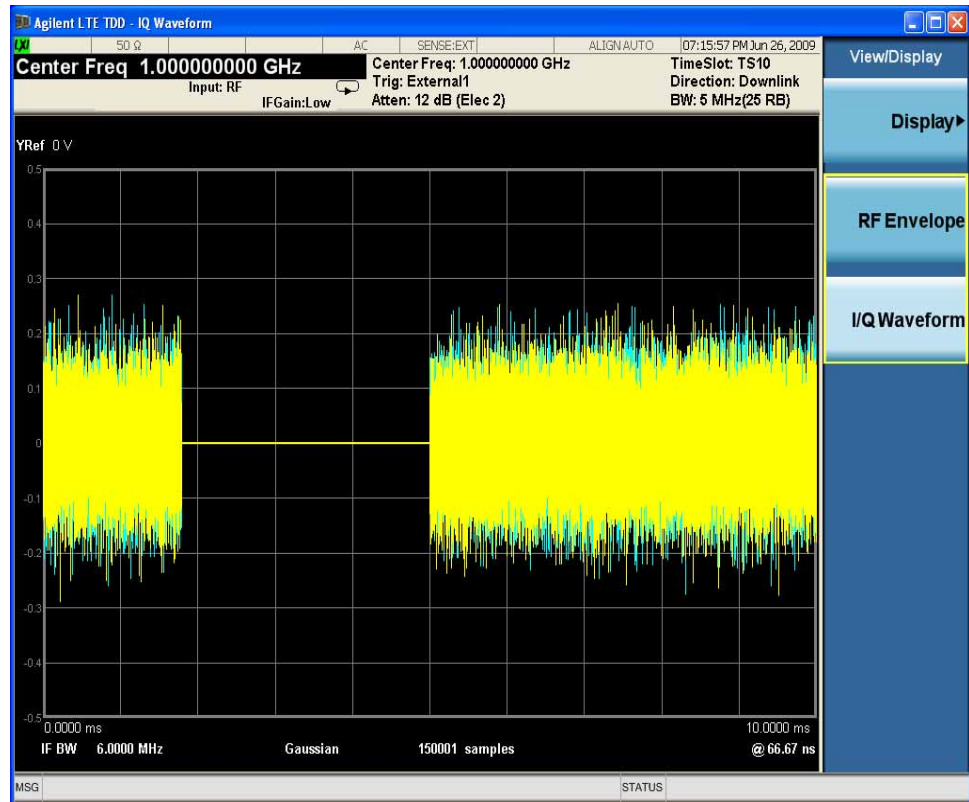 Agilent LTE TDD - IQ Waveform
LXI 50 Ω AC SENSE:EXT ALIGN AUTO 07:15:57 PM Jun 26, 2009
Center Freq 1.000000000 GHz
Input: RF
IFGain:Low
Center Freq: 1.000000000 GHz
Trig: External1
Atten: 12 dB (Elec 2)
TimeSlot: TS10
Direction: Downlink
BW: 5 MHz(25 RB)
View/Display
Display
RF Envelope
I/Q Waveform
YRef 0 V
0.5
0.4
0.3
0.2
0.1
0
-0.1
-0.2
-0.3
-0.4
-0.5
0.0000 ms 10.0000 ms
IF BW 6.0000 MHz Gaussian 150001 samples @ 66.67 ns
MSG STATUS